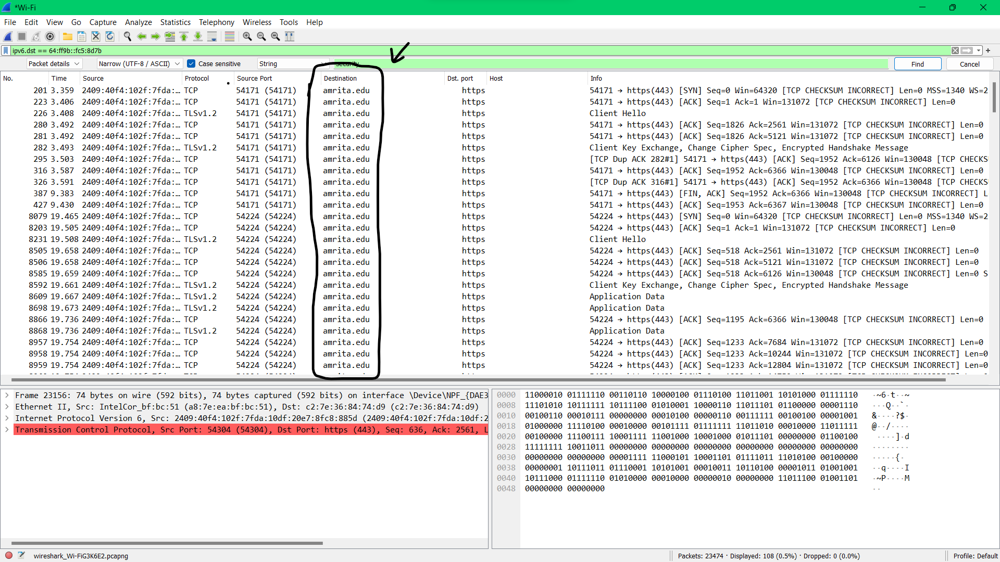 *Wi-Fi
File Edit View Go Capture Analyze Statistics Telephony Wireless Tools Help
ipv6.dst == 64:ff9b::fc5:8d7b
Packet details Narrow (UTF-8 / ASCII) Case sensitive String security Find Cancel
No. Time Source Protocol Source Port Destination Dst. port Host Info
201 3.359 2409:40f4:102f:7fda:… TCP 54171 (54171) amrita.edu https 54171 → https(443) [SYN] Seq=0 Win=64320 [TCP CHECKSUM INCORRECT] Len=0 MSS=1340 WS=2
223 3.406 2409:40f4:102f:7fda:… TCP 54171 (54171) amrita.edu https 54171 → https(443) [ACK] Seq=1 Ack=1 Win=131072 [TCP CHECKSUM INCORRECT] Len=0
226 3.408 2409:40f4:102f:7fda:… TLSv1.2 54171 (54171) amrita.edu https Client Hello
280 3.492 2409:40f4:102f:7fda:… TCP 54171 (54171) amrita.edu https 54171 → https(443) [ACK] Seq=1826 Ack=2561 Win=131072 [TCP CHECKSUM INCORRECT] Len=0
281 3.492 2409:40f4:102f:7fda:… TCP 54171 (54171) amrita.edu https 54171 → https(443) [ACK] Seq=1826 Ack=5121 Win=131072 [TCP CHECKSUM INCORRECT] Len=0
282 3.493 2409:40f4:102f:7fda:… TLSv1.2 54171 (54171) amrita.edu https Client Key Exchange, Change Cipher Spec, Encrypted Handshake Message
295 3.503 2409:40f4:102f:7fda:… TCP 54171 (54171) amrita.edu https [TCP Dup ACK 282#1] 54171 → https(443) [ACK] Seq=1952 Ack=6126 Win=130048 [TCP CHECKS
316 3.587 2409:40f4:102f:7fda:… TCP 54171 (54171) amrita.edu https 54171 → https(443) [ACK] Seq=1952 Ack=6366 Win=130048 [TCP CHECKSUM INCORRECT] Len=0
326 3.591 2409:40f4:102f:7fda:… TCP 54171 (54171) amrita.edu https [TCP Dup ACK 316#1] 54171 → https(443) [ACK] Seq=1952 Ack=6366 Win=130048 [TCP CHECKS
387 9.383 2409:40f4:102f:7fda:… TCP 54171 (54171) amrita.edu https 54171 → https(443) [FIN, ACK] Seq=1952 Ack=6366 Win=130048 [TCP CHECKSUM INCORRECT] L
427 9.430 2409:40f4:102f:7fda:… TCP 54171 (54171) amrita.edu https 54171 → https(443) [ACK] Seq=1953 Ack=6367 Win=130048 [TCP CHECKSUM INCORRECT] Len=0
8079 19.465 2409:40f4:102f:7fda:… TCP 54224 (54224) amrita.edu https 54224 → https(443) [SYN] Seq=0 Win=64320 [TCP CHECKSUM INCORRECT] Len=0 MSS=1340 WS=2
8203 19.505 2409:40f4:102f:7fda:… TCP 54224 (54224) amrita.edu https 54224 → https(443) [ACK] Seq=1 Ack=1 Win=131072 [TCP CHECKSUM INCORRECT] Len=0
8231 19.508 2409:40f4:102f:7fda:… TLSv1.2 54224 (54224) amrita.edu https Client Hello
8505 19.658 2409:40f4:102f:7fda:… TCP 54224 (54224) amrita.edu https 54224 → https(443) [ACK] Seq=518 Ack=2561 Win=131072 [TCP CHECKSUM INCORRECT] Len=0
8506 19.658 2409:40f4:102f:7fda:… TCP 54224 (54224) amrita.edu https 54224 → https(443) [ACK] Seq=518 Ack=5121 Win=131072 [TCP CHECKSUM INCORRECT] Len=0
8585 19.659 2409:40f4:102f:7fda:… TCP 54224 (54224) amrita.edu https 54224 → https(443) [ACK] Seq=518 Ack=6126 Win=130048 [TCP CHECKSUM INCORRECT] Len=0 S
8592 19.661 2409:40f4:102f:7fda:… TLSv1.2 54224 (54224) amrita.edu https Client Key Exchange, Change Cipher Spec, Encrypted Handshake Message
8609 19.667 2409:40f4:102f:7fda:… TLSv1.2 54224 (54224) amrita.edu https Application Data
8698 19.673 2409:40f4:102f:7fda:… TLSv1.2 54224 (54224) amrita.edu https Application Data
8866 19.736 2409:40f4:102f:7fda:… TCP 54224 (54224) amrita.edu https 54224 → https(443) [ACK] Seq=1195 Ack=6366 Win=130048 [TCP CHECKSUM INCORRECT] Len=0
8868 19.736 2409:40f4:102f:7fda:… TLSv1.2 54224 (54224) amrita.edu https Application Data
8957 19.754 2409:40f4:102f:7fda:… TCP 54224 (54224) amrita.edu https 54224 → https(443) [ACK] Seq=1233 Ack=7684 Win=131072 [TCP CHECKSUM INCORRECT] Len=0
8958 19.754 2409:40f4:102f:7fda:… TCP 54224 (54224) amrita.edu https 54224 → https(443) [ACK] Seq=1233 Ack=10244 Win=131072 [TCP CHECKSUM INCORRECT] Len=0
8959 19.754 2409:40f4:102f:7fda:… TCP 54224 (54224) amrita.edu https 54224 → https(443) [ACK] Seq=1233 Ack=12804 Win=131072 [TCP CHECKSUM INCORRECT] Len=0
Frame 23156: 74 bytes on wire (592 bits), 74 bytes captured (592 bits) on interface \Device\NPF_{DAE3
Ethernet II, Src: IntelCor_bf:bc:51 (a8:7e:ea:bf:bc:51), Dst: c2:7e:36:84:74:d9 (c2:7e:36:84:74:d9)
Internet Protocol Version 6, Src: 2409:40f4:102f:7fda:10df:20e7:8fc8:885d (2409:40f4:102f:7fda:10df:2
Transmission Control Protocol, Src Port: 54304 (54304), Dst Port: https (443), Seq: 636, Ack: 2561, L
0000 11000010 01111110 00110110 10000100 01110100 11011001 10101000 01111110 ·~6·t··~
0008 11101010 10111111 10111100 01010001 10000110 11011101 01100000 00001110 ···Q··`·
0010 00100110 00010111 00000000 00010100 00000110 00111111 00100100 00001001 &····?$·
0018 01000000 11110100 00010000 00101111 01111111 11011010 00010000 11011111 @··/····
0020 00100000 11100111 10001111 11001000 10001000 01011101 00000000 01100100 ····]·d
0028 11111111 10011011 00000000 00000000 00000000 00000000 00000000 00000000 ········
0030 00000000 00000000 00001111 11000101 10001101 01111011 11010100 00100000 ·····{·
0038 00000001 10111011 01110001 10101001 00010011 10110100 00001011 01001001 ··q····I
0040 10111000 01111110 01010000 00010000 00000010 00000000 11011100 01001101 ·~P····M
0048 00000000 00000000 ··
wireshark_Wi-FiG3K6E2.pcapng Packets: 23474 · Displayed: 108 (0.5%) · Dropped: 0 (0.0%) Profile: Default